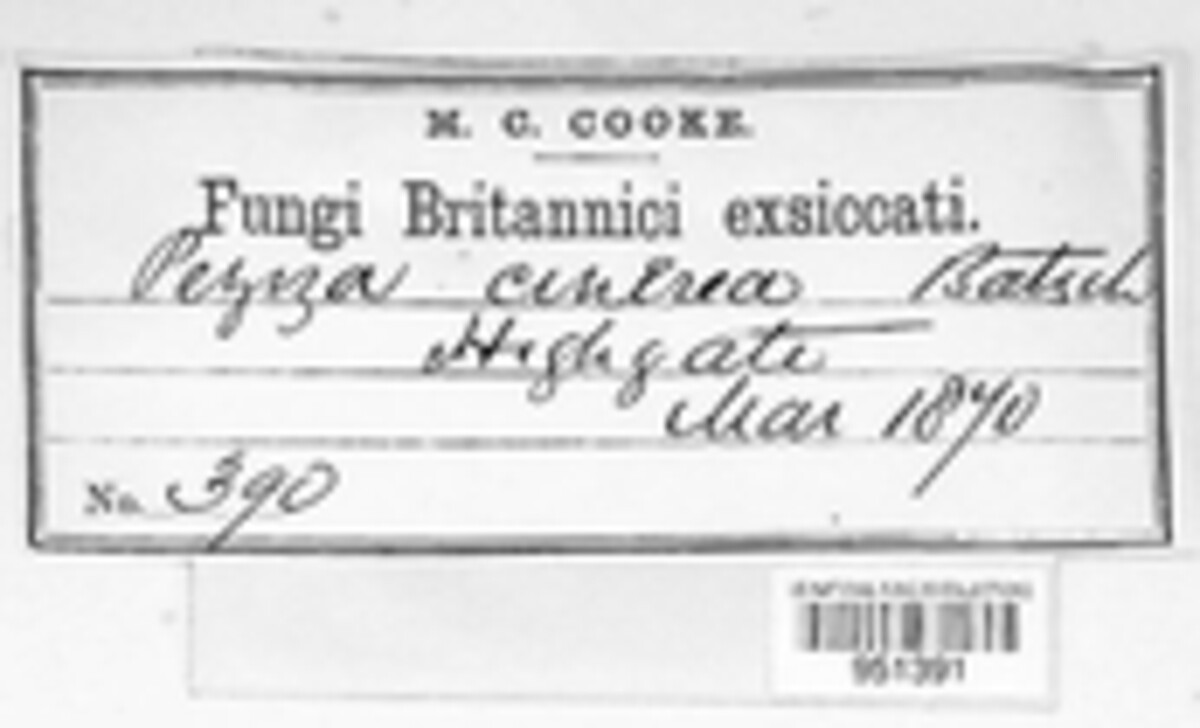 M. C. COOKE.
Fungi Britannici exsiccati.
Peziza cinerea Batsch
Highgate
Mar 1870
No. 390
951391